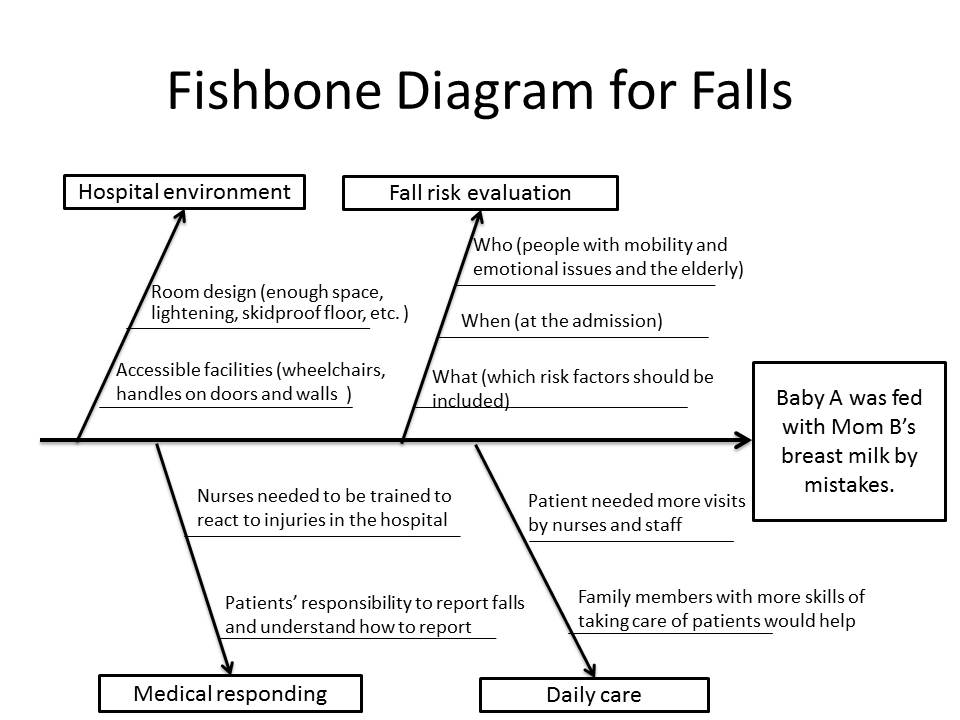 Fishbone Diagram for Falls
Hospital environment
Fall risk evaluation
Who (people with mobility and
emotional issues and the elderly)
Room design (enough space,
lightening, skidproof floor, etc. )
When (at the admission)
Accessible facilities (wheelchairs,
handles on doors and walls  )
What (which risk factors should be
included)
Baby A was fed
with Mom B’s
breast milk by
mistakes.
Nurses needed to be trained to
react to injuries in the hospital
Patient needed more visits
by nurses and staff
Patients’ responsibility to report falls
and understand how to report
Family members with more skills of
taking care of patients would help
Medical responding
Daily care